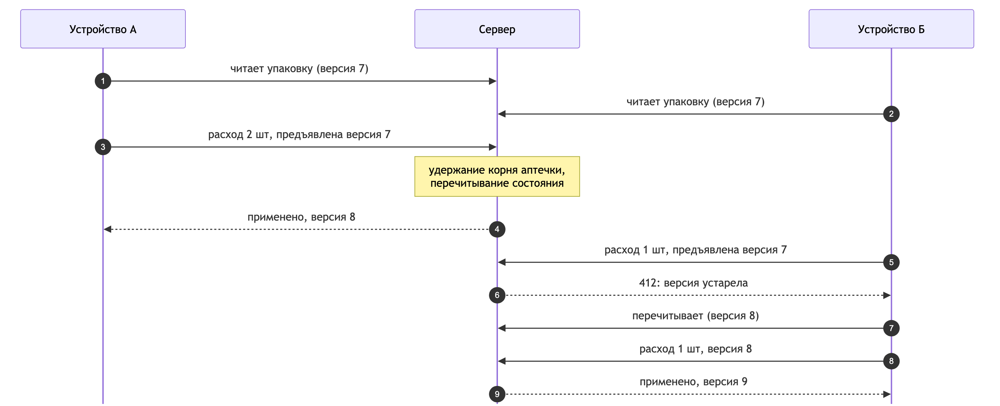 Устройство А
Сервер
Устройство Б
читает упаковку (версия 7)
1
читает упаковку (версия 7)
2
расход 2 шт, предъявлена версия 7
3
удержание корня аптечки,
перечитывание состояния
применено, версия 8
4
расход 1 шт, предъявлена версия 7
5
412: версия устарела
6
перечитывает (версия 8)
7
расход 1 шт, версия 8
8
применено, версия 9
9